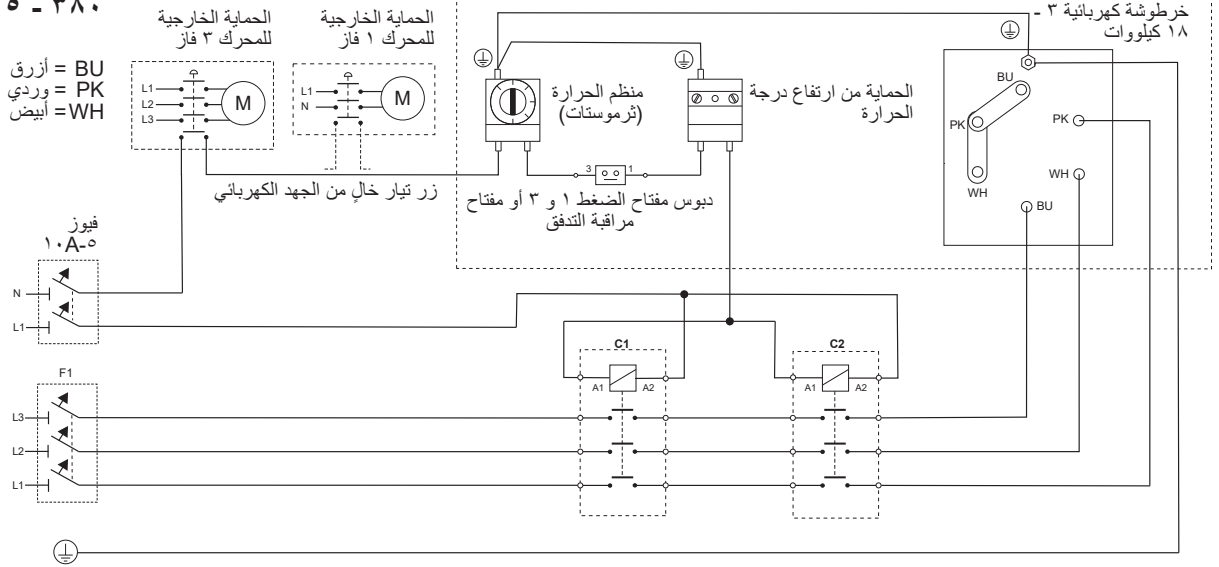 ٣٨٠ - ٥
BU = أزرق
PK = وردي
WH = أبيض
الحماية الخارجية
للمحرك ٣ فاز
L1
L2
L3
M
الحماية الخارجية
للمحرك ١ فاز
L1
N
M
زر تيار خالٍ من الجهد الكهربائي
منظم الحرارة
(ثرموستات)
الحماية من ارتفاع درجة
الحرارة
3 1
دبوس مفتاح الضغط ١ و ٣ أو مفتاح
مراقبة التدفق
خرطوشة كهربائية ٣ -
١٨ كيلووات
BU
PK
WH
PK
WH
BU
فيوز
١٠A-٥
N
L1
F1
L3
L2
L1
C1
A1 A2
C2
A1 A2